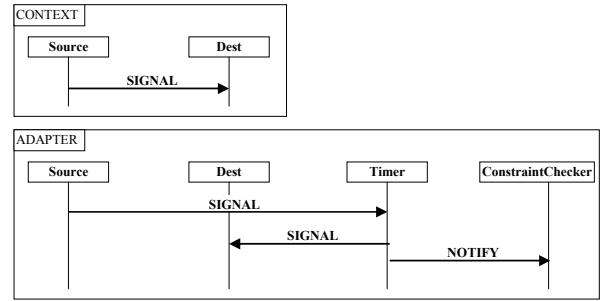 CONTEXT
Source Dest
SIGNAL
ADAPTER
Source Dest Timer ConstraintChecker
SIGNAL
SIGNAL
NOTIFY